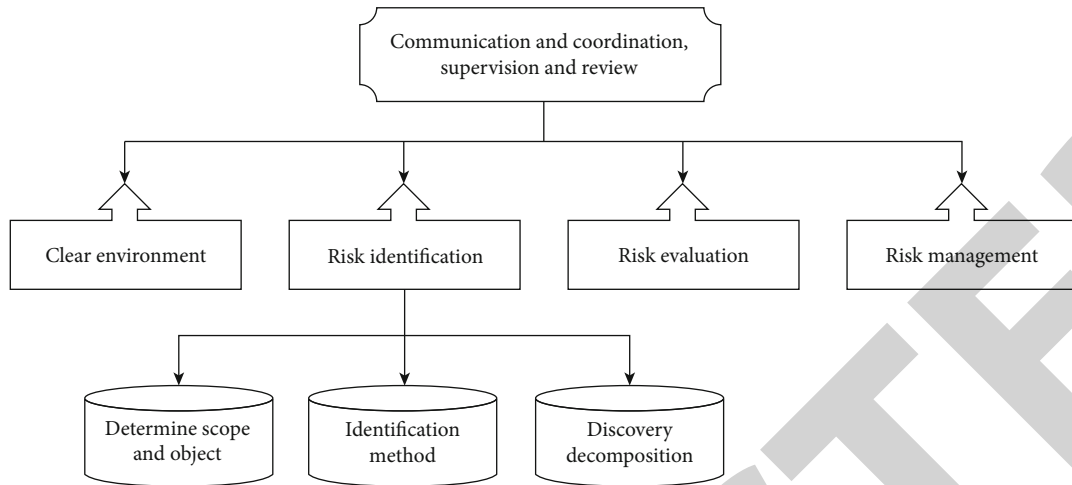 Communication and coordination,
supervision and review
Clear environment
Risk identification
Risk evaluation
Risk management
Determine scope
and object
Identification
method
Discovery
decomposition